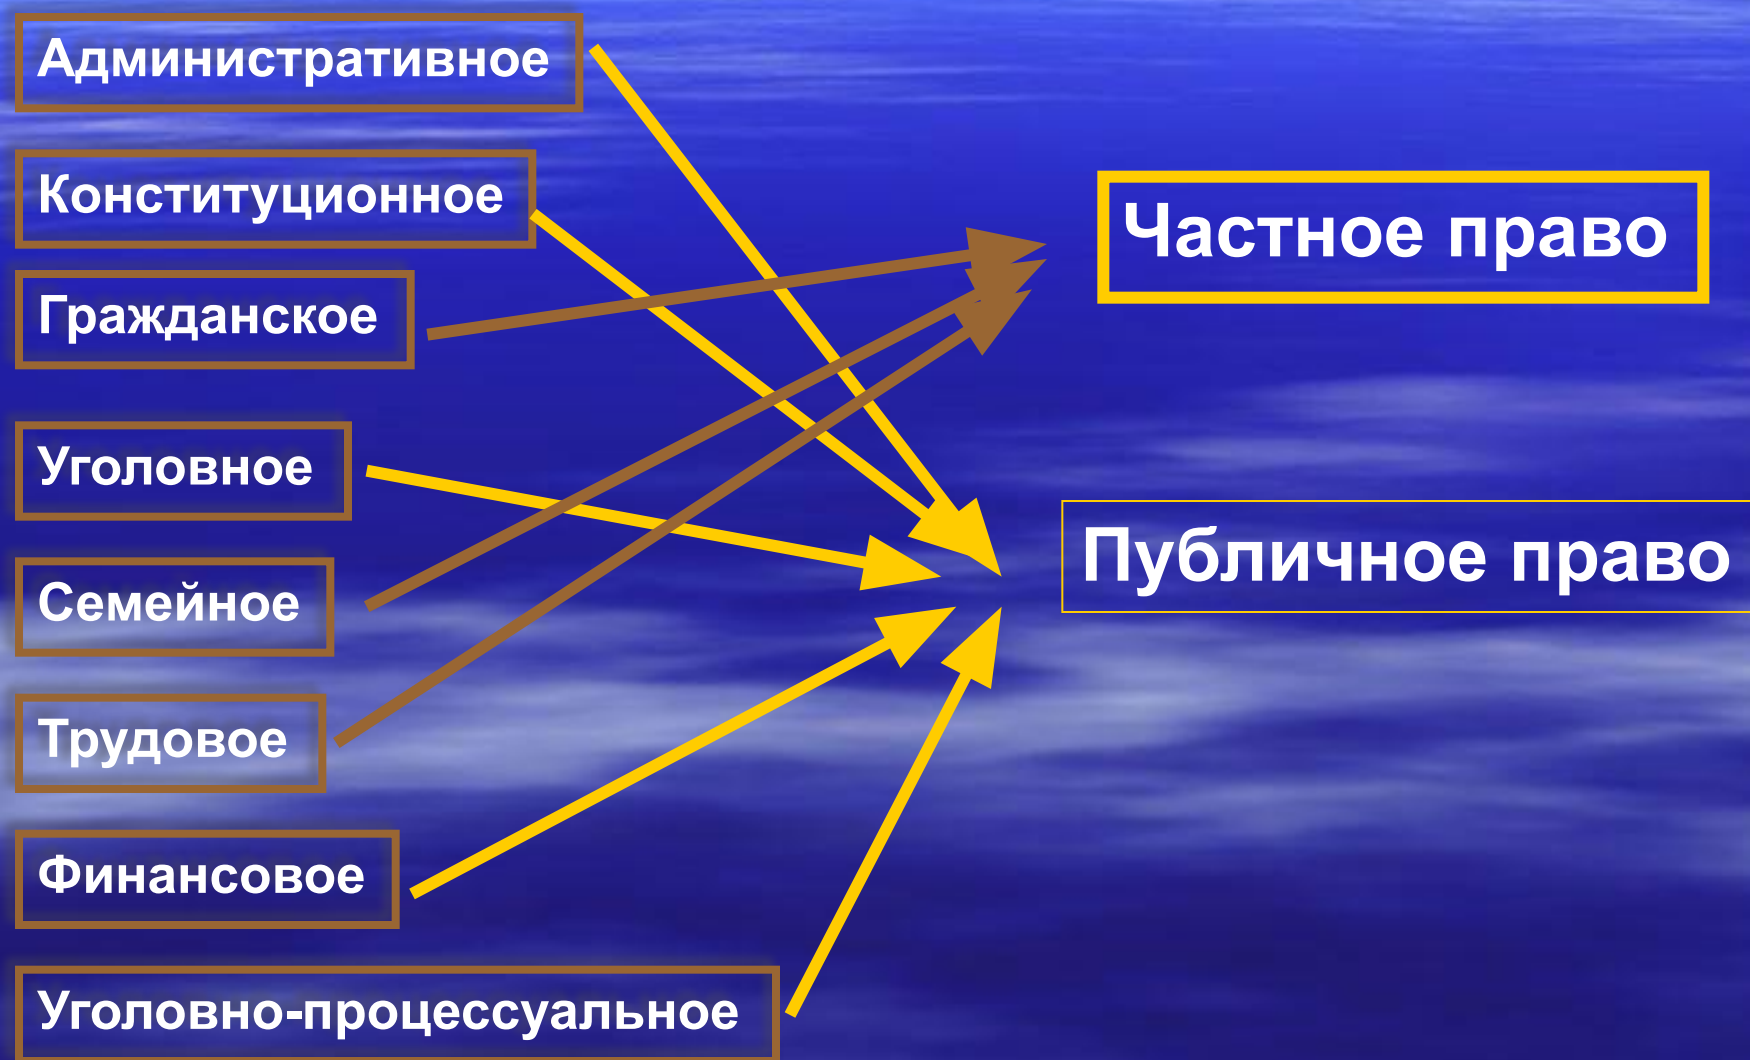 Административное
Конституционное
Гражданское
Уголовное
Семейное
Трудовое
Финансовое
Уголовно-процессуальное
Частное право
Публичное право